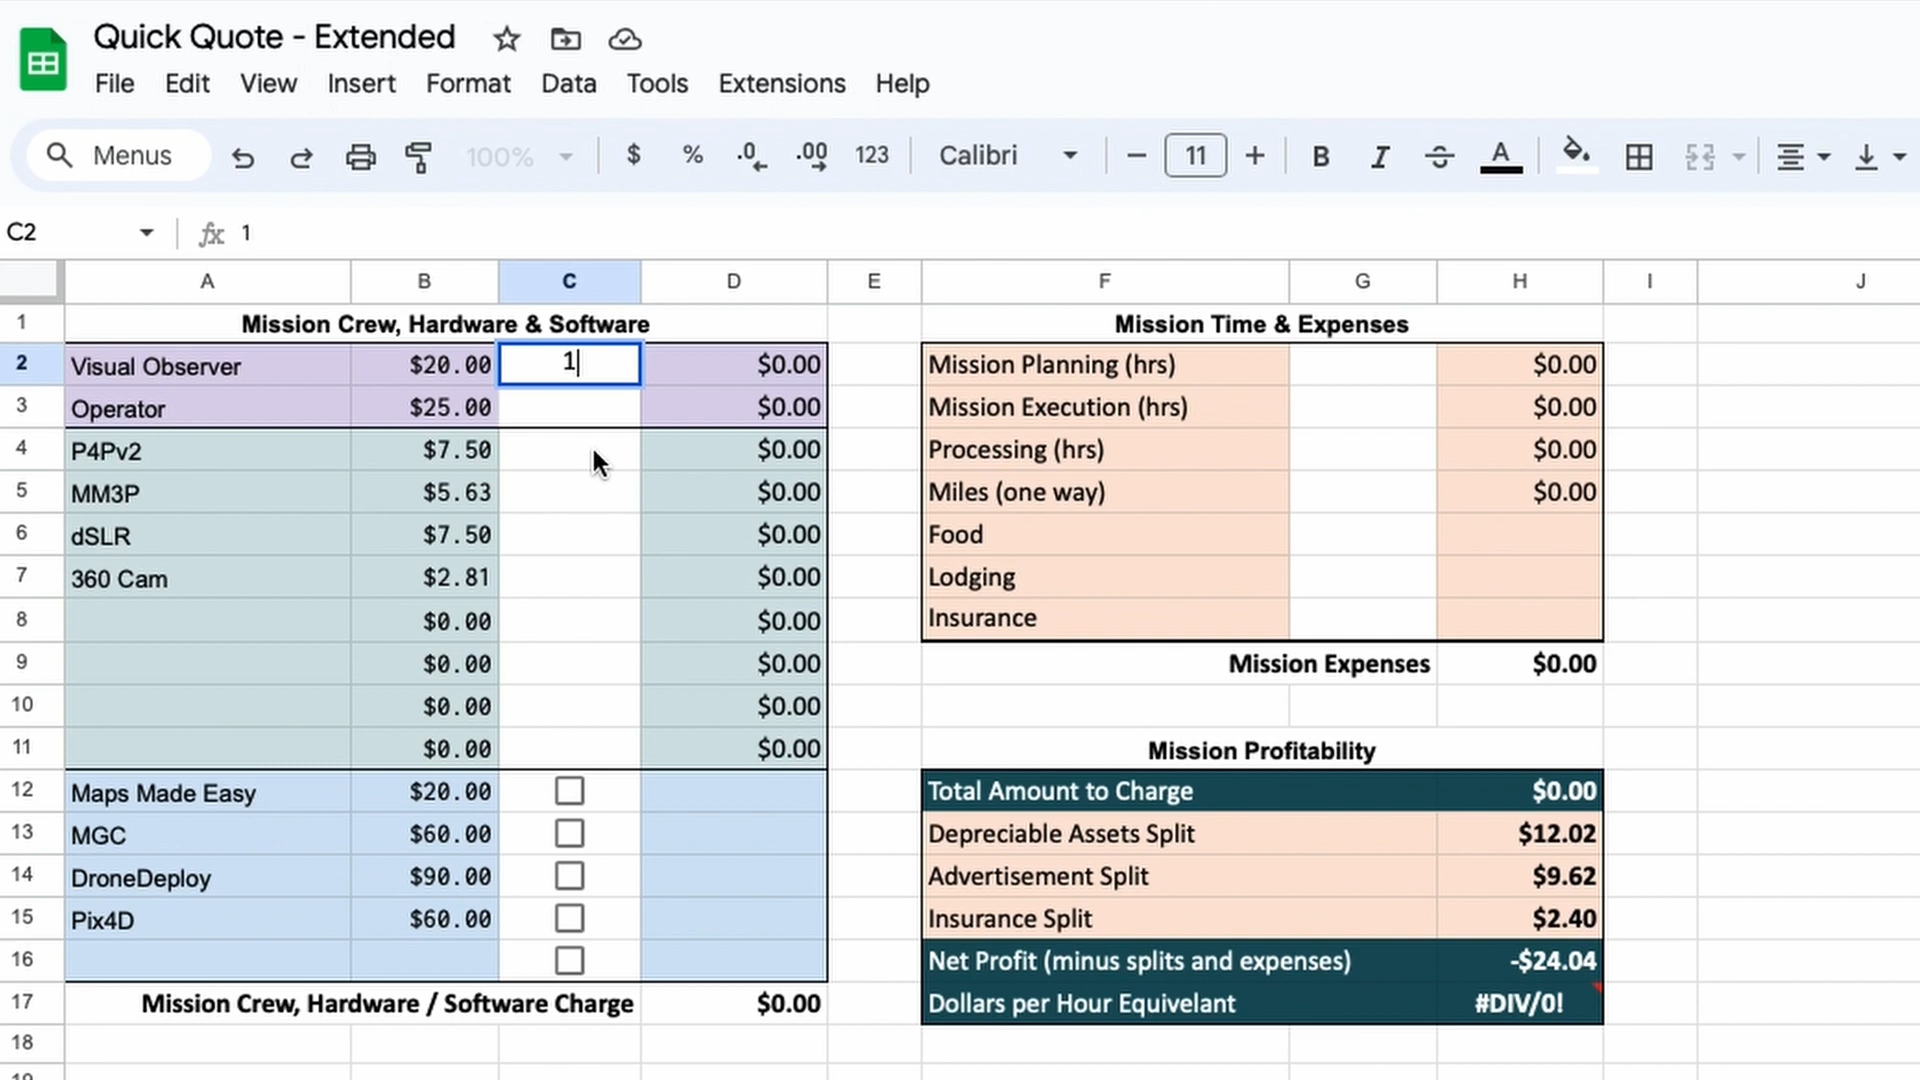 Quick Quote - Extended
File Edit View Insert Format Data Tools Extensions Help
Menus 100% $ % .0 .00 123 Calibri 11 B I A
C2 fx 1
A B C D E F G H I J
1 Mission Crew, Hardware & Software Mission Time & Expenses
2 Visual Observer $20.00 1 $0.00 Mission Planning (hrs) $0.00
3 Operator $25.00 $0.00 Mission Execution (hrs) $0.00
4 P4Pv2 $7.50 $0.00 Processing (hrs) $0.00
5 MM3P $5.63 $0.00 Miles (one way) $0.00
6 dSLR $7.50 $0.00 Food
7 360 Cam $2.81 $0.00 Lodging
8 $0.00 $0.00 Insurance
9 $0.00 $0.00 Mission Expenses $0.00
10 $0.00 $0.00
11 $0.00 $0.00 Mission Profitability
12 Maps Made Easy $20.00 Total Amount to Charge $0.00
13 MGC $60.00 Depreciable Assets Split $12.02
14 DroneDeploy $90.00 Advertisement Split $9.62
15 Pix4D $60.00 Insurance Split $2.40
16 Net Profit (minus splits and expenses) -$24.04
17 Mission Crew, Hardware / Software Charge $0.00 Dollars per Hour Equivelant #DIV/0!
18
19